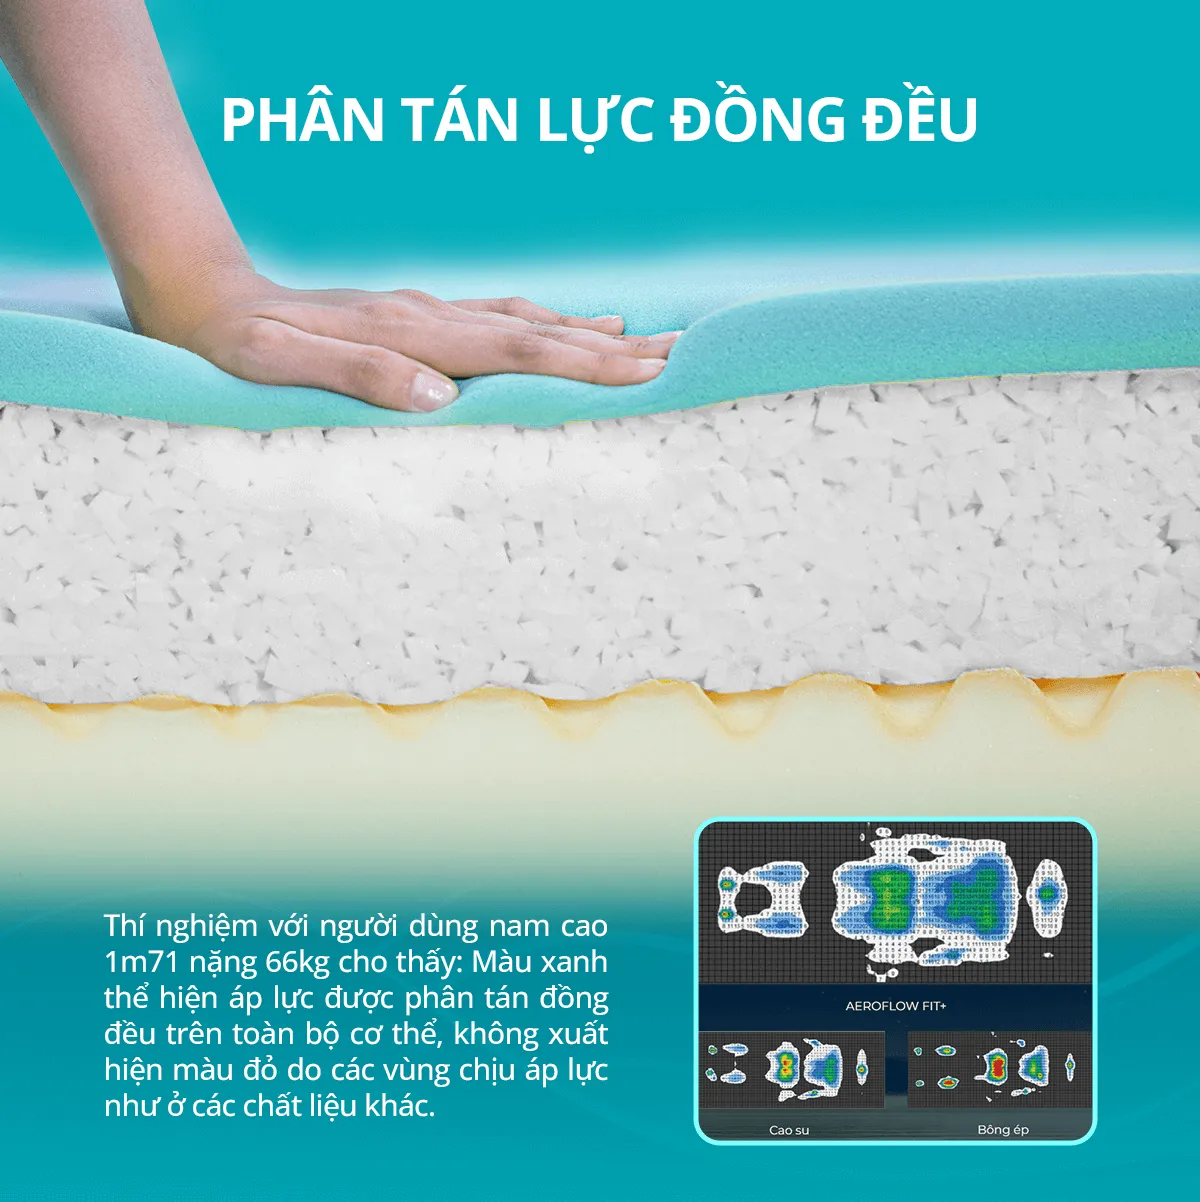 PHÂN TÁN LỰC ĐỒNG ĐỀU
Thí nghiệm với người dùng nam cao
1m71 nặng 66kg cho thấy: Màu xanh
thể hiện áp lực được phân tán đồng
đều trên toàn bộ cơ thể, không xuất
hiện màu đỏ do các vùng chịu áp lực
như ở các chất liệu khác.
AEROFLOW FIT+
Cao su
Bông ép